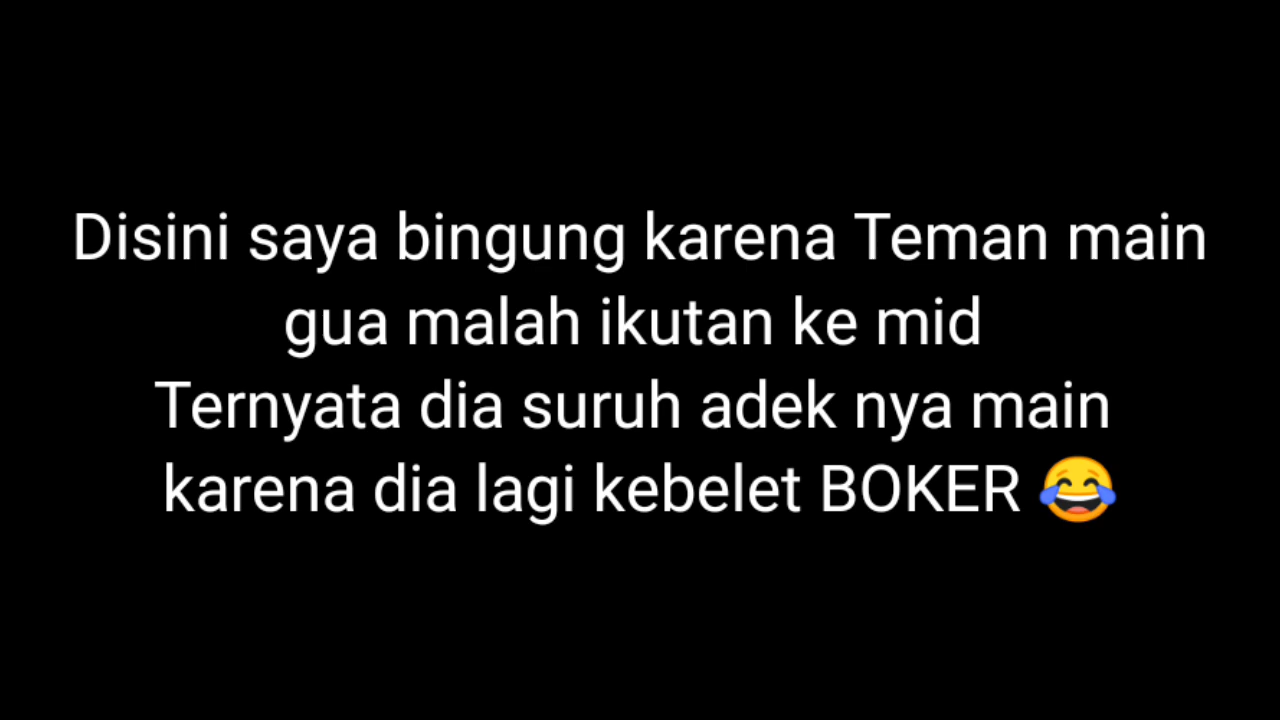 Disini saya bingung karena Teman main
gua malah ikutan ke mid
Ternyata dia suruh adek nya main
karena dia lagi kebelet BOKER 😂